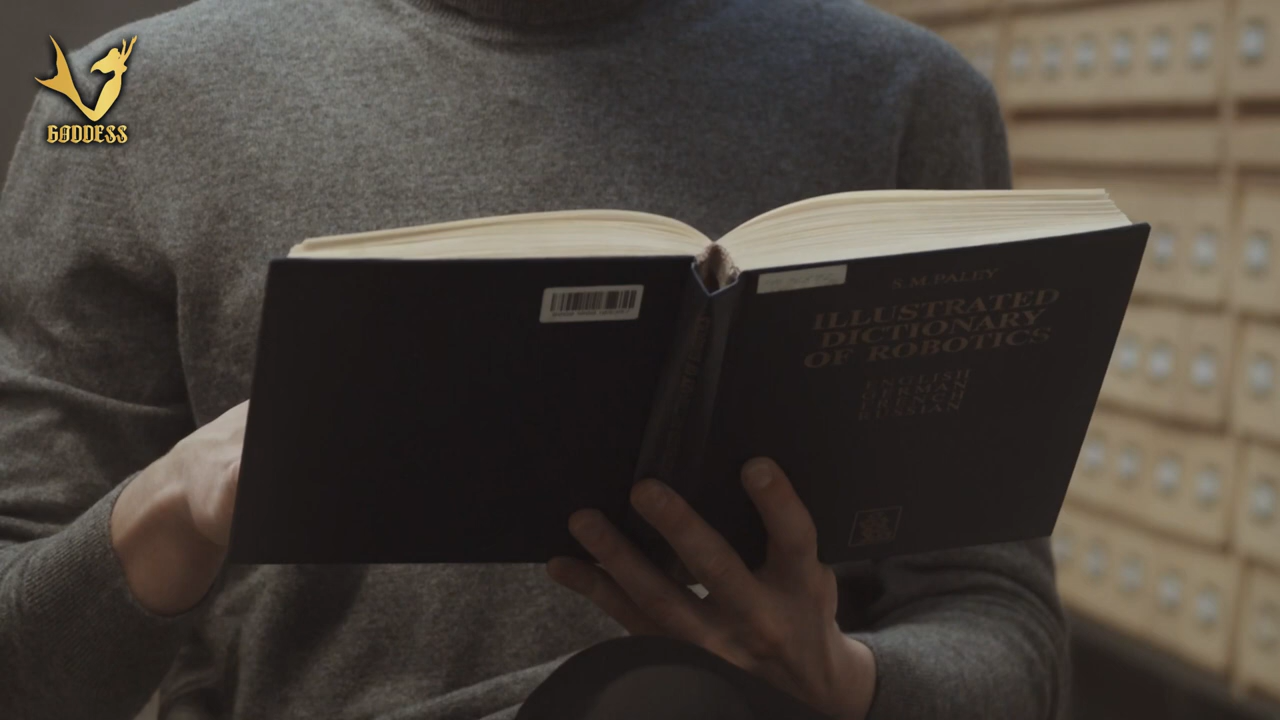 GODDESS
S.M. PALEY
ILLUSTRATED
DICTIONARY
OF ROBOTICS
ENGLISH
GERMAN
FRENCH
RUSSIAN